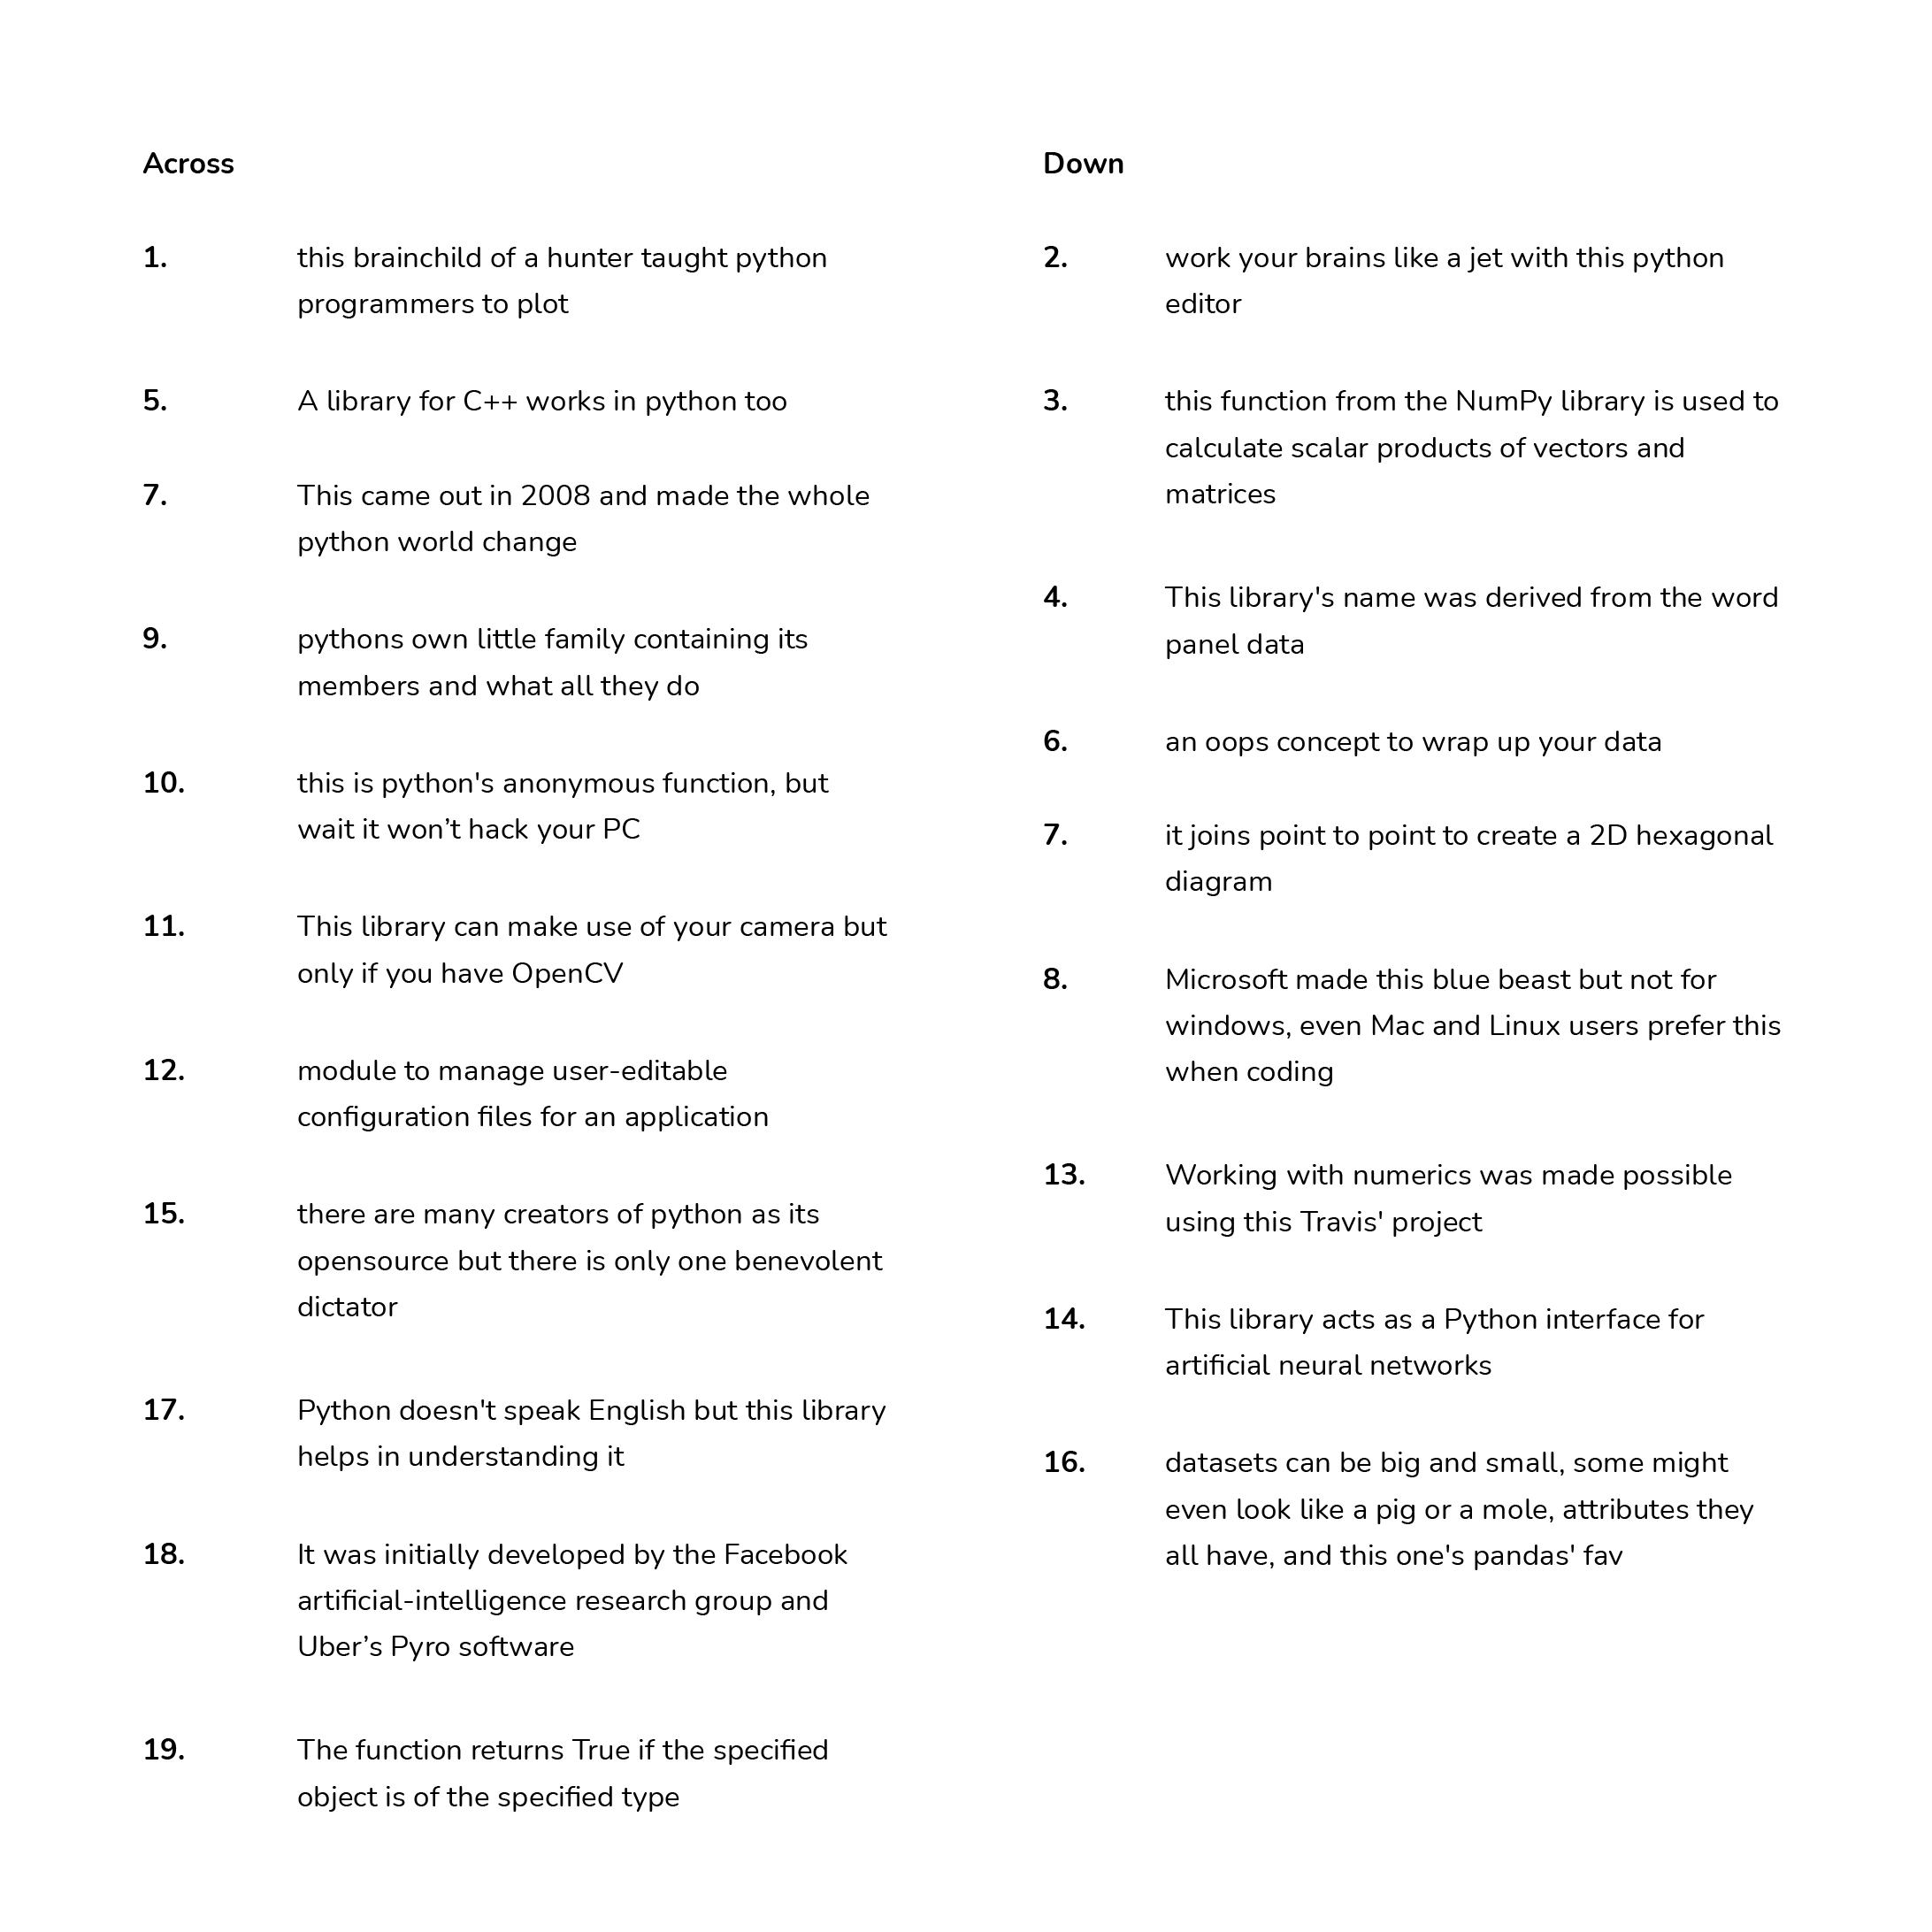 Across
1. this brainchild of a hunter taught python
programmers to plot
5. A library for C++ works in python too
7. This came out in 2008 and made the whole
python world change
9. pythons own little family containing its
members and what all they do
10. this is python's anonymous function, but
wait it won’t hack your PC
11. This library can make use of your camera but
only if you have OpenCV
12. module to manage user-editable
configuration files for an application
15. there are many creators of python as its
opensource but there is only one benevolent
dictator
17. Python doesn't speak English but this library
helps in understanding it
18. It was initially developed by the Facebook
artificial-intelligence research group and
Uber’s Pyro software
19. The function returns True if the specified
object is of the specified type
Down
2. work your brains like a jet with this python
editor
3. this function from the NumPy library is used to
calculate scalar products of vectors and
matrices
4. This library's name was derived from the word
panel data
6. an oops concept to wrap up your data
7. it joins point to point to create a 2D hexagonal
diagram
8. Microsoft made this blue beast but not for
windows, even Mac and Linux users prefer this
when coding
13. Working with numerics was made possible
using this Travis' project
14. This library acts as a Python interface for
artificial neural networks
16. datasets can be big and small, some might
even look like a pig or a mole, attributes they
all have, and this one's pandas' fav